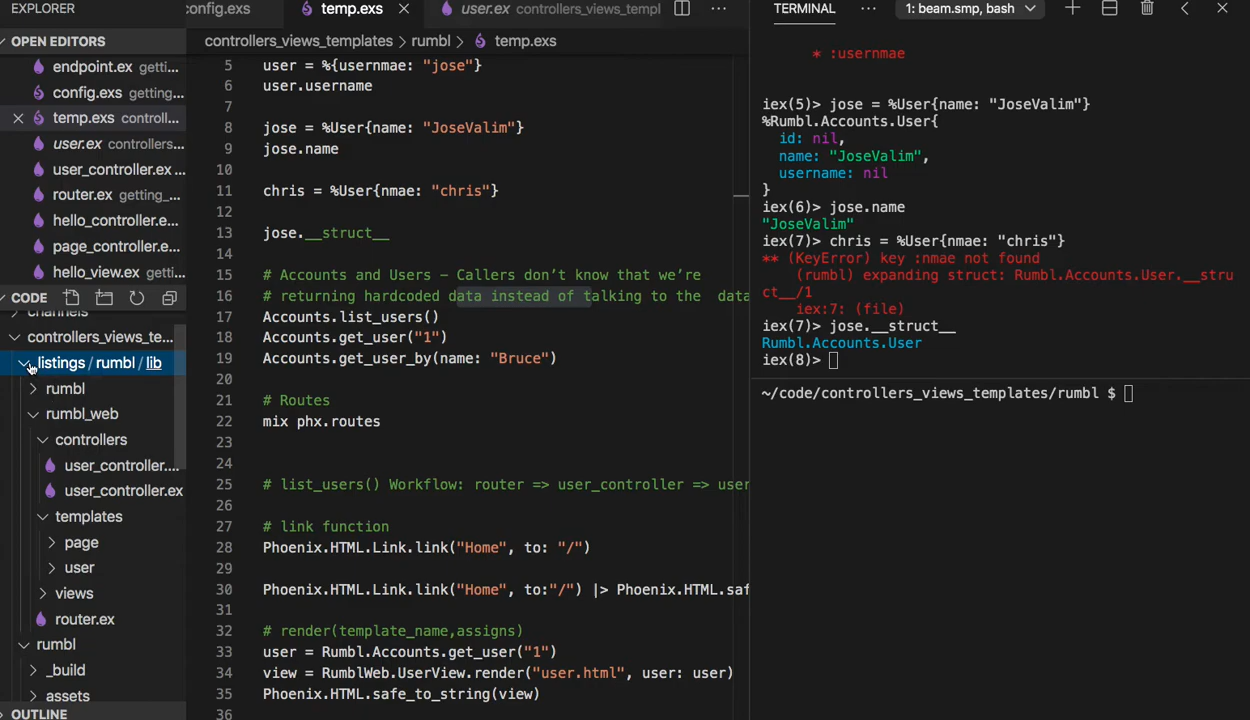 EXPLORER
OPEN EDITORS
endpoint.ex getti...
config.exs getting...
temp.exs controll...
user.ex controllers...
user_controller.ex ...
router.ex getting_...
hello_controller.e...
page_controller.e...
hello_view.ex getti...
CODE
channels
controllers_views_te...
listings / rumbl / lib
rumbl
rumbl_web
controllers
user_controller....
user_controller.ex
templates
page
user
views
router.ex
rumbl
_build
assets
OUTLINE
config.exs
temp.exs
user.ex controllers_views_templ
controllers_views_templates > rumbl > temp.exs
5 user = %{usernmae: "jose"}
6 user.username
7
8 jose = %User{name: "JoseValim"}
9 jose.name
10
11 chris = %User{nmae: "chris"}
12
13 jose.__struct__
14
15 # Accounts and Users – Callers don't know that we're
16 # returning hardcoded data instead of talking to the  data
17 Accounts.list_users()
18 Accounts.get_user("1")
19 Accounts.get_user_by(name: "Bruce")
20
21 # Routes
22 mix phx.routes
23
24
25 # list_users() Workflow: router => user_controller => user
26
27 # link function
28 Phoenix.HTML.Link.link("Home", to: "/")
29
30 Phoenix.HTML.Link.link("Home", to:"/") |> Phoenix.HTML.saf
31
32 # render(template_name,assigns)
33 user = Rumbl.Accounts.get_user("1")
34 view = RumblWeb.UserView.render("user.html", user: user)
35 Phoenix.HTML.safe_to_string(view)
36
TERMINAL ... 1: beam.smp, bash
* :usernmae
iex(5)> jose = %User{name: "JoseValim"}
%Rumbl.Accounts.User{
id: nil,
name: "JoseValim",
username: nil
}
iex(6)> jose.name
"JoseValim"
iex(7)> chris = %User{nmae: "chris"}
** (KeyError) key :nmae not found
(rumbl) expanding struct: Rumbl.Accounts.User.__stru
ct__/1
iex:7: (file)
iex(7)> jose.__struct__
Rumbl.Accounts.User
iex(8)>
~/code/controllers_views_templates/rumbl $